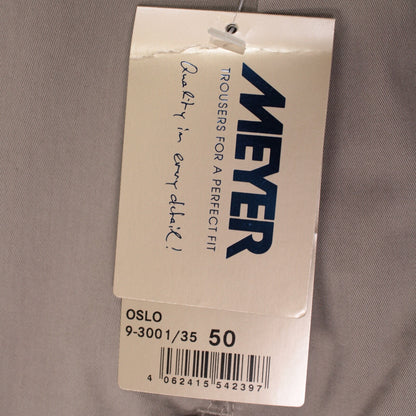 MEYER
TROUSERS FOR A PERFECT FIT
Quality in every detail!
OSLO
9-3001/35 50
4 062415 542397